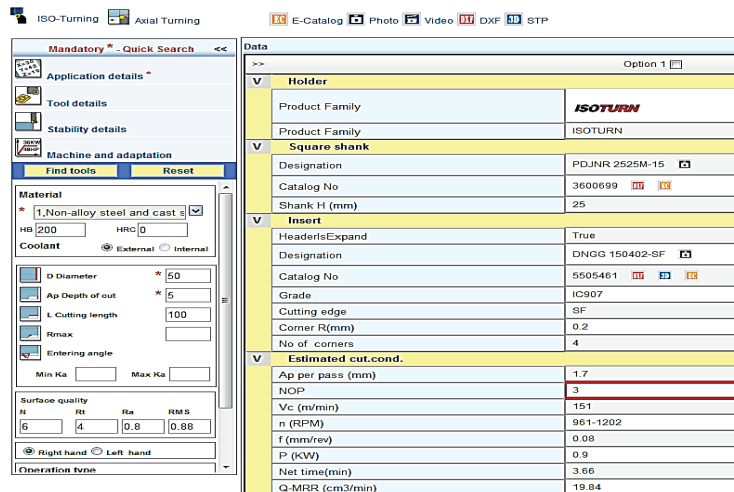 ISO-Turning Axial Turning EC E-Catalog Photo Video DXF 3D STP
Mandatory * - Quick Search <<
Application details *
Tool details
Stability details
Machine and adaptation
Find tools Reset
Material
* 1,Non-alloy steel and cast s
HB 200 HRC 0
Coolant External Internal
D Diameter * 50
Ap Depth of out * 5
L Cutting length 100
Rmax
Entering angle
Min Ka Max Ka
Surface quality
N Rt Ra RMS
6 4 0.8 0.88
Right hand Left hand
Operation type
Data
>> Option 1
V Holder
Product Family ISOTURN
Product Family ISOTURN
V Square shank
Designation PDJNR 2525M-15
Catalog No 3600699 EC
Shank H (mm) 25
V Insert
HeaderIsExpand True
Designation DNGG 150402-SF
Catalog No 5505461 3D EC
Grade IC907
Cutting edge SF
Corner R(mm) 0.2
No of corners 4
V Estimated cut.cond.
Ap per pass (mm) 1.7
NOP 3
Vc (m/min) 151
n (RPM) 961-1202
f (mm/rev) 0.08
P (KW) 0.9
Net time(min) 3.66
Q-MRR (cm3/min) 19.84